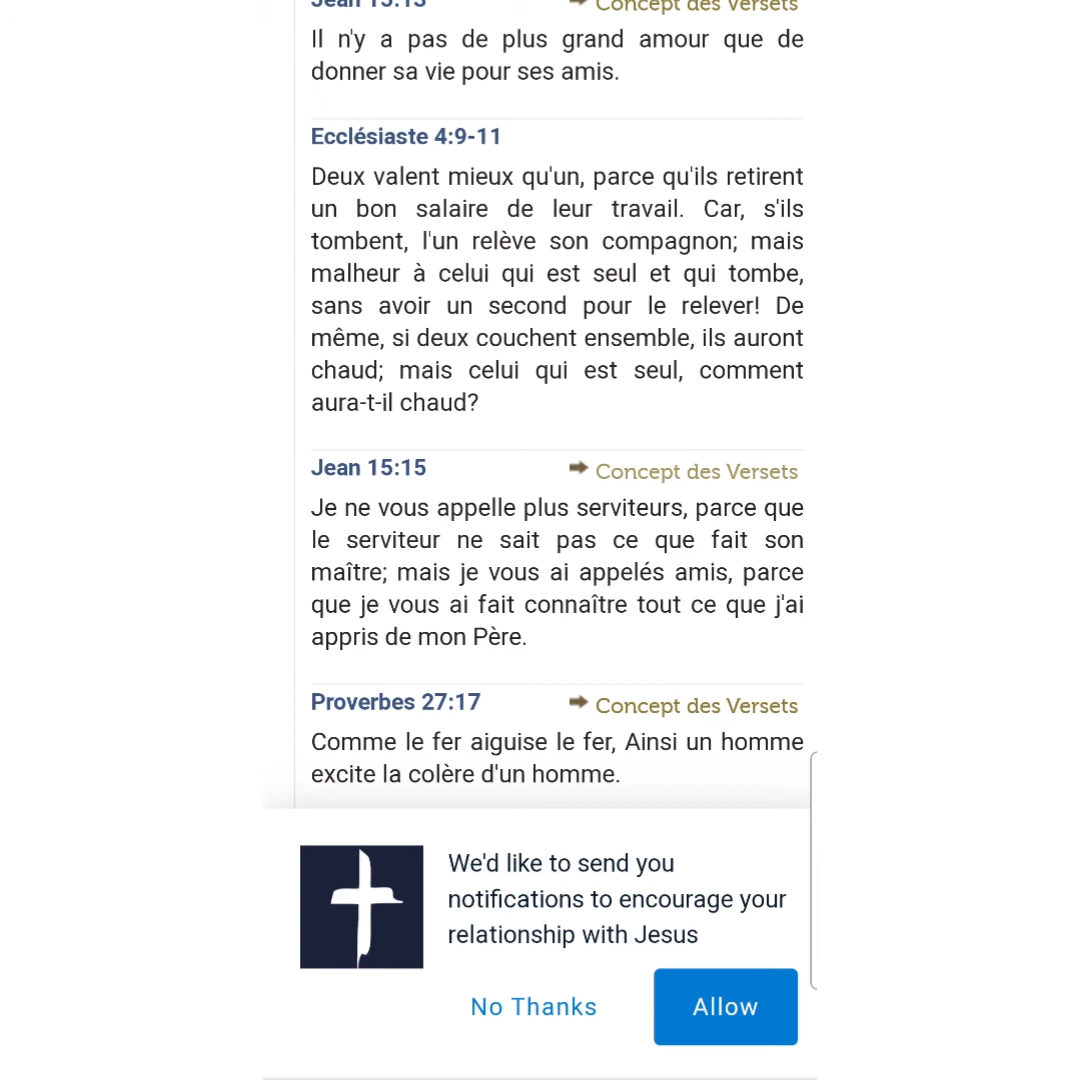 Jean 15:13
Concept des Versets
Il n'y a pas de plus grand amour que de
donner sa vie pour ses amis.
Ecclésiaste 4:9-11
Deux valent mieux qu'un, parce qu'ils retirent
un bon salaire de leur travail. Car, s'ils
tombent, l'un relève son compagnon; mais
malheur à celui qui est seul et qui tombe,
sans avoir un second pour le relever! De
même, si deux couchent ensemble, ils auront
chaud; mais celui qui est seul, comment
aura-t-il chaud?
Jean 15:15
Concept des Versets
Je ne vous appelle plus serviteurs, parce que
le serviteur ne sait pas ce que fait son
maître; mais je vous ai appelés amis, parce
que je vous ai fait connaître tout ce que j'ai
appris de mon Père.
Proverbes 27:17
Concept des Versets
Comme le fer aiguise le fer, Ainsi un homme
excite la colère d'un homme.
We'd like to send you
notifications to encourage your
relationship with Jesus
No Thanks
Allow